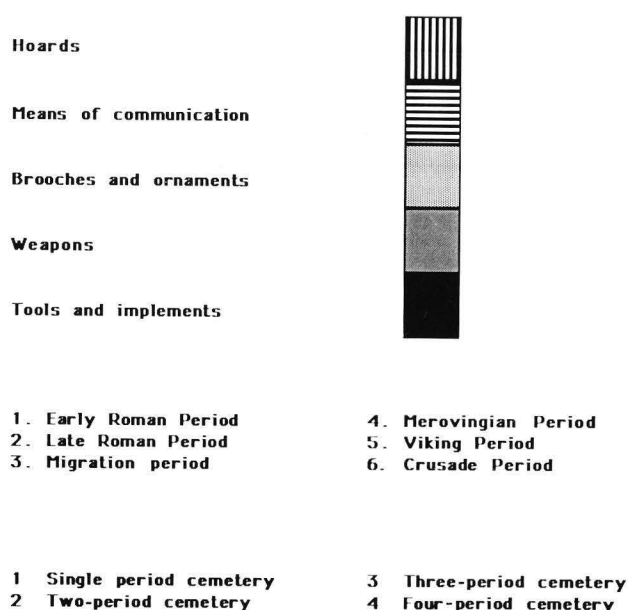 Hoards
Means of communication
Brooches and ornaments
Weapons
Tools and implements
1. Early Roman Period
2. Late Roman Period
3. Migration period
4. Merovingian Period
5. Viking Period
6. Crusade Period
1 Single period cemetery
2 Two-period cemetery
3 Three-period cemetery
4 Four-period cemetery